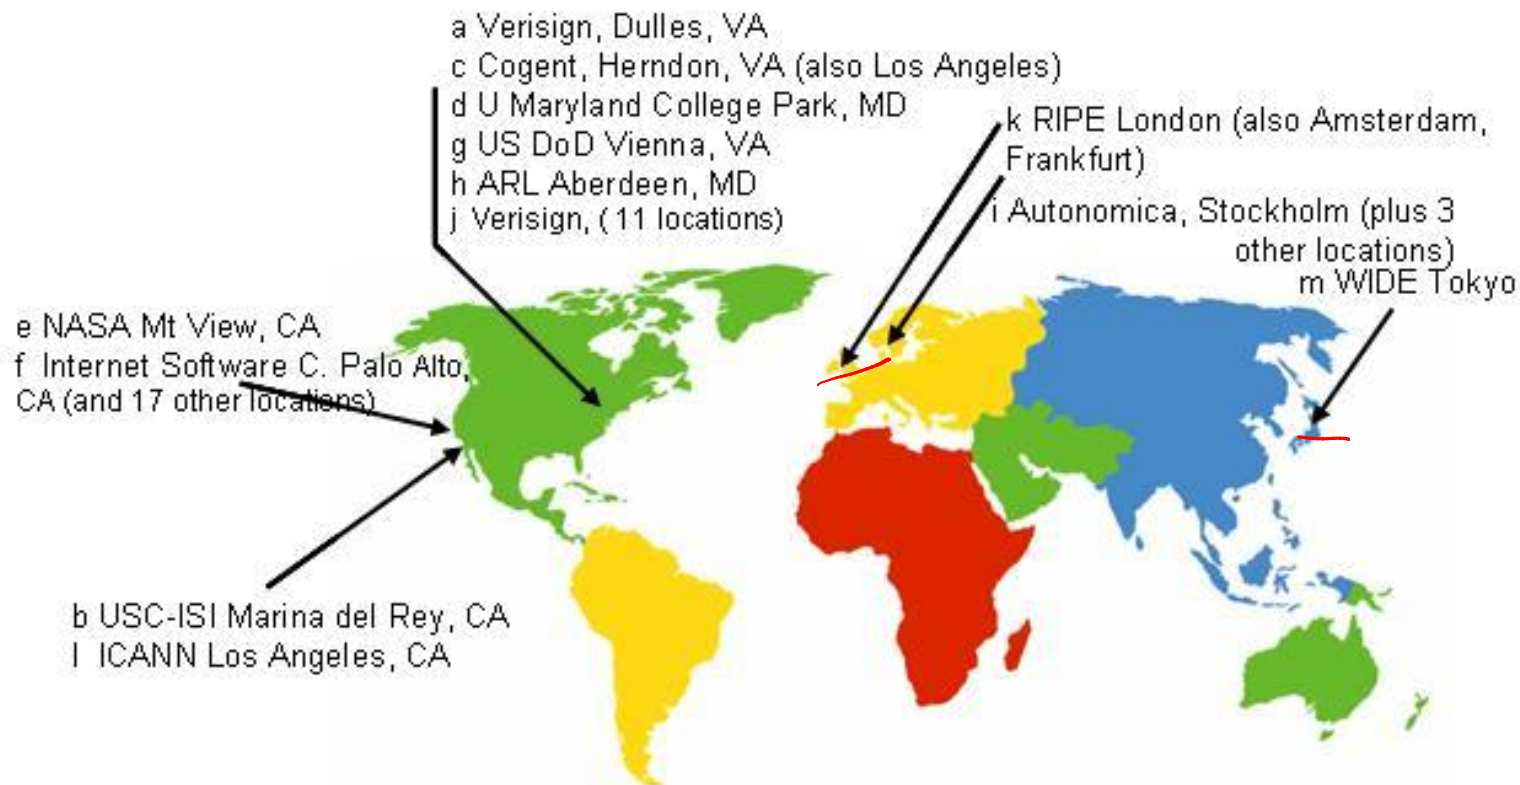 a Verisign, Dulles, VA
c Cogent, Herndon, VA (also Los Angeles)
d U Maryland College Park, MD
g US DoD Vienna, VA
h ARL Aberdeen, MD
j Verisign, ( 11 locations)
k RIPE London (also Amsterdam,
Frankfurt)
i Autonomica, Stockholm (plus 3
other locations)
m WIDE Tokyo
e NASA Mt View, CA
f Internet Software C. Palo Alto,
CA (and 17 other locations)
b USC-ISI Marina del Rey, CA
l ICANN Los Angeles, CA